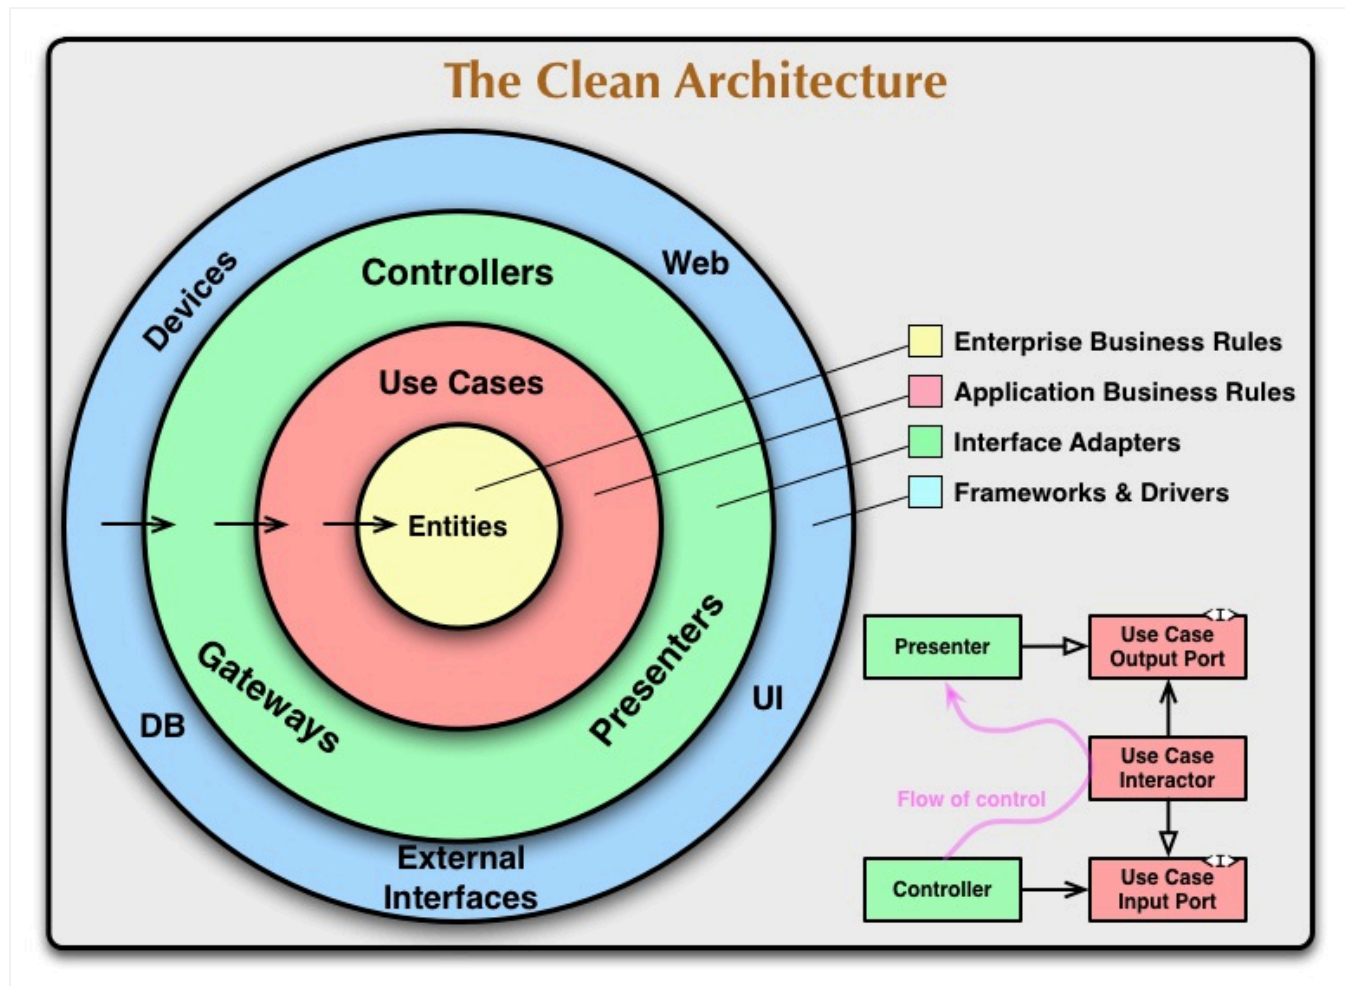 The Clean Architecture
Devices
Web
Controllers
Use Cases
Entities
Gateways
Presenters
DB
UI
External
Interfaces
Enterprise Business Rules
Application Business Rules
Interface Adapters
Frameworks & Drivers
Presenter
<I>
Use Case
Output Port
Use Case
Interactor
Flow of control
Controller
<I>
Use Case
Input Port